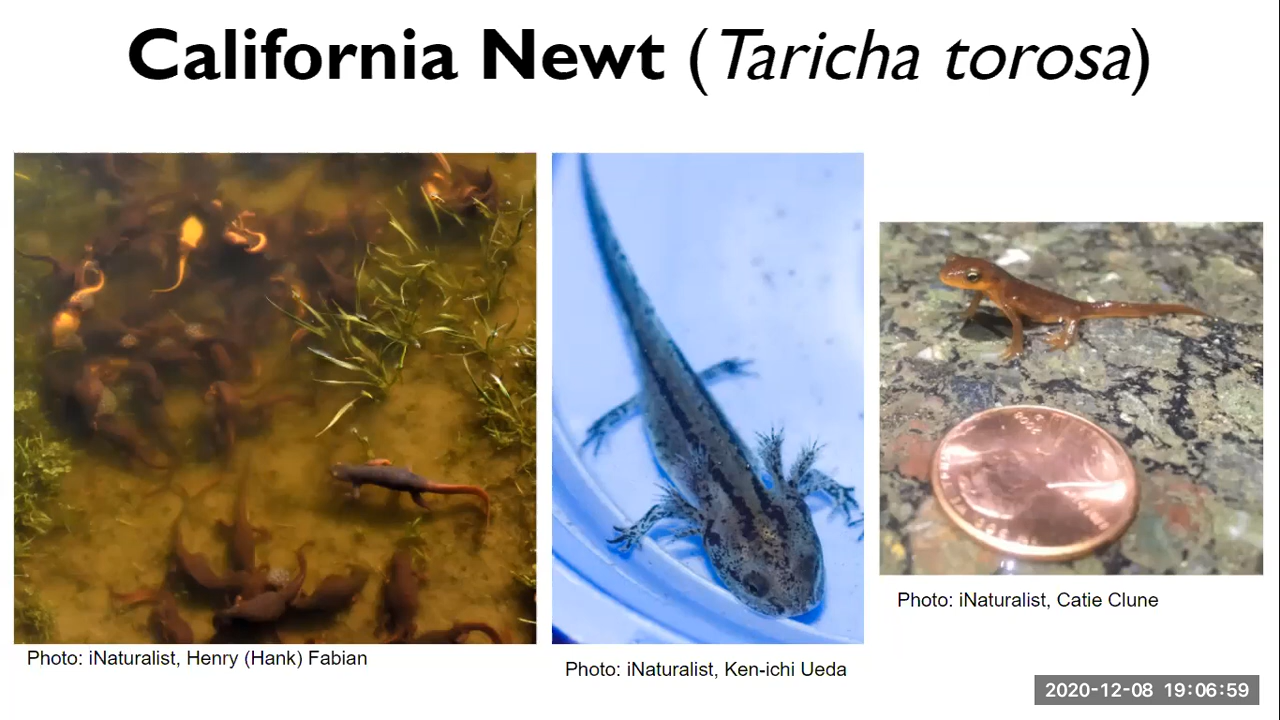 California Newt (Taricha torosa)
Photo: iNaturalist, Henry (Hank) Fabian
Photo: iNaturalist, Ken-ichi Ueda
Photo: iNaturalist, Catie Clune
2020-12-08 19:06:59